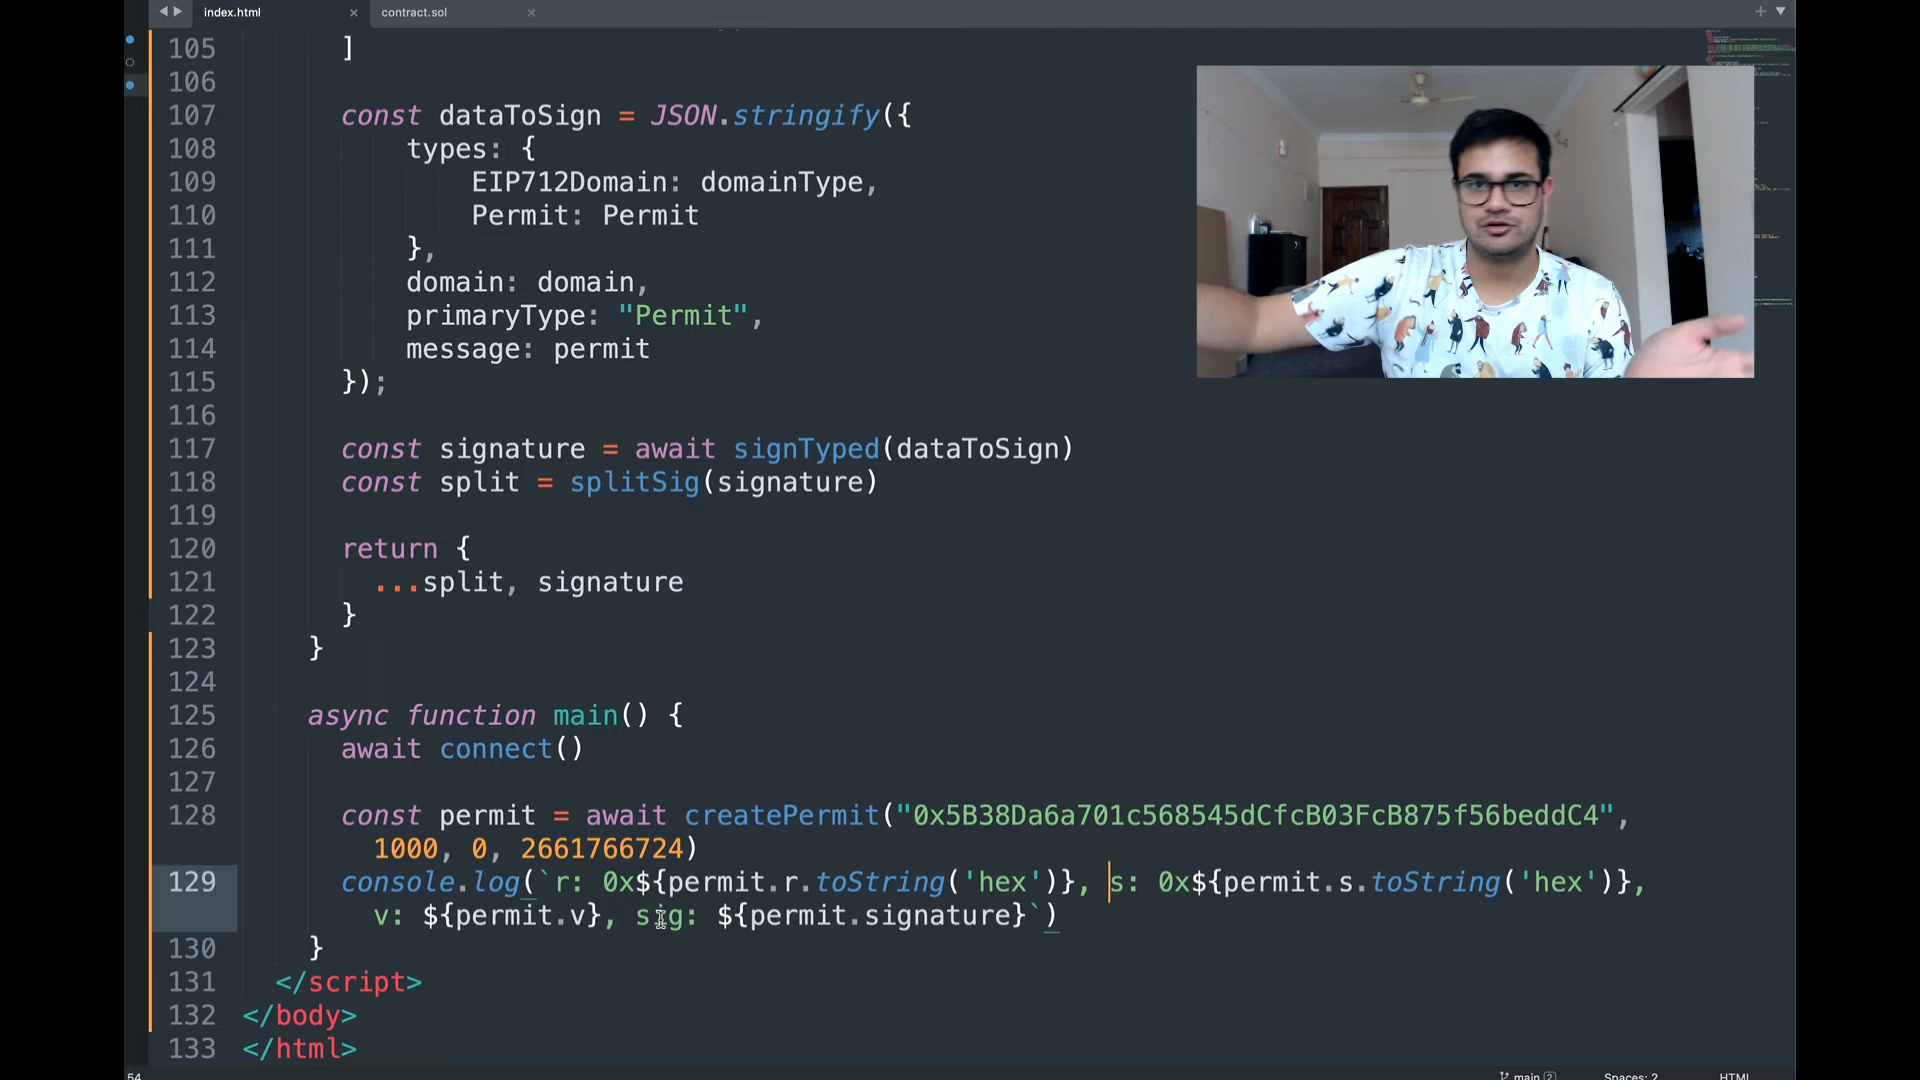 index.html × contract.sol ×
105 ]
106
107 const dataToSign = JSON.stringify({
108 types: {
109 EIP712Domain: domainType,
110 Permit: Permit
111 },
112 domain: domain,
113 primaryType: "Permit",
114 message: permit
115 });
116
117 const signature = await signTyped(dataToSign)
118 const split = splitSig(signature)
119
120 return {
121 ...split, signature
122 }
123 }
124
125 async function main() {
126 await connect()
127
128 const permit = await createPermit("0x5B38Da6a701c568545dCfcB03FcB875f56beddC4",
1000, 0, 2661766724)
129 console.log(`r: 0x${permit.r.toString('hex')}, s: 0x${permit.s.toString('hex')},
v: ${permit.v}, sig: ${permit.signature}`)
130 }
131 </script>
132 </body>
133 </html>
54 main 2 Spaces: 2 HTML